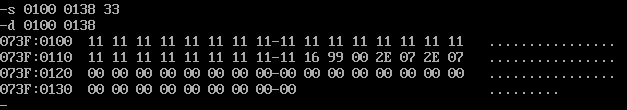 -s 0100 0138 33
-d 0100 0138
073F:0100 11 11 11 11 11 11 11 11-11 11 11 11 11 11 11 11 ................
073F:0110 11 11 11 11 11 11 11 11-11 16 99 00 2E 07 2E 07 ................
073F:0120 00 00 00 00 00 00 00 00-00 00 00 00 00 00 00 00 ................
073F:0130 00 00 00 00 00 00 00 00-00 .........
-